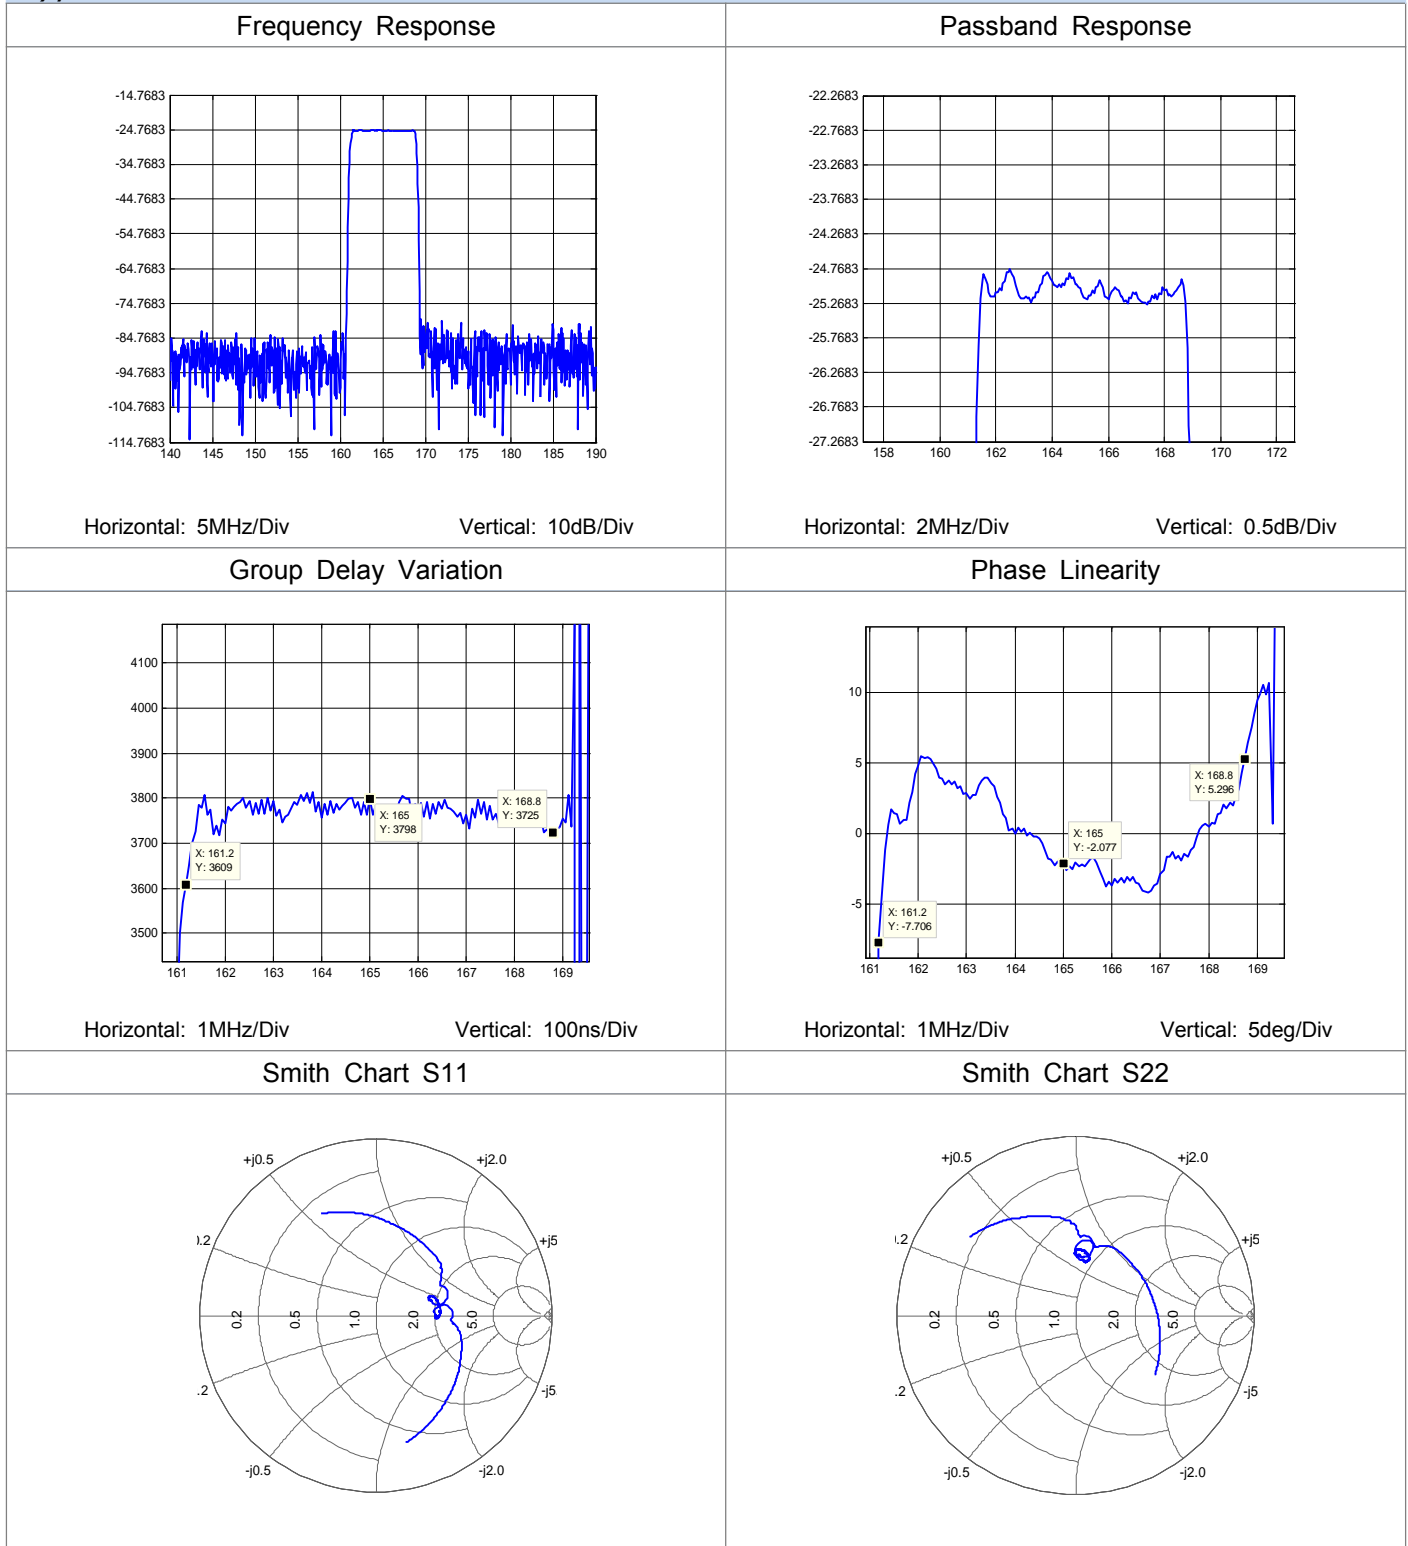 Frequency Response
Passband Response
-14.7683
-24.7683
-34.7683
-44.7683
-54.7683
-64.7683
-74.7683
-84.7683
-94.7683
-104.7683
-114.7683
140 145 150 155 160 165 170 175 180 185 190
Horizontal: 5MHz/Div Vertical: 10dB/Div
-22.2683
-22.7683
-23.2683
-23.7683
-24.2683
-24.7683
-25.2683
-25.7683
-26.2683
-26.7683
-27.2683
158 160 162 164 166 168 170 172
Horizontal: 2MHz/Div Vertical: 0.5dB/Div
Group Delay Variation
Phase Linearity
4100
4000
3900
3800
3700
3600
3500
X: 161.2
Y: 3609
X: 165
Y: 3798
X: 168.8
Y: 3725
161 162 163 164 165 166 167 168 169
Horizontal: 1MHz/Div Vertical: 100ns/Div
10
5
0
-5
X: 161.2
Y: -7.706
X: 165
Y: -2.077
X: 168.8
Y: 5.296
161 162 163 164 165 166 167 168 169
Horizontal: 1MHz/Div Vertical: 5deg/Div
Smith Chart S11
Smith Chart S22
+j0.5 +j2.0
+j5
0.2 0.5 1.0 2.0 5.0
.2 -j5
-j0.5 -j2.0
+j0.5 +j2.0
+j5
0.2 0.5 1.0 2.0 5.0
.2 -j5
-j0.5 -j2.0